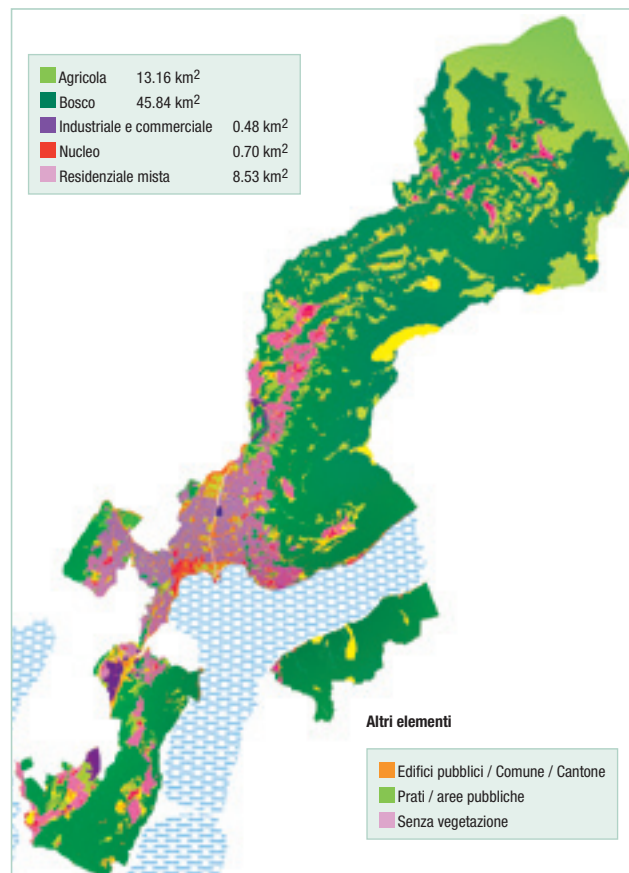 Agricola 13.16 km²
Bosco 45.84 km²
Industriale e commerciale 0.48 km²
Nucleo 0.70 km²
Residenziale mista 8.53 km²
Altri elementi
Edifici pubblici / Comune / Cantone
Prati / aree pubbliche
Senza vegetazione